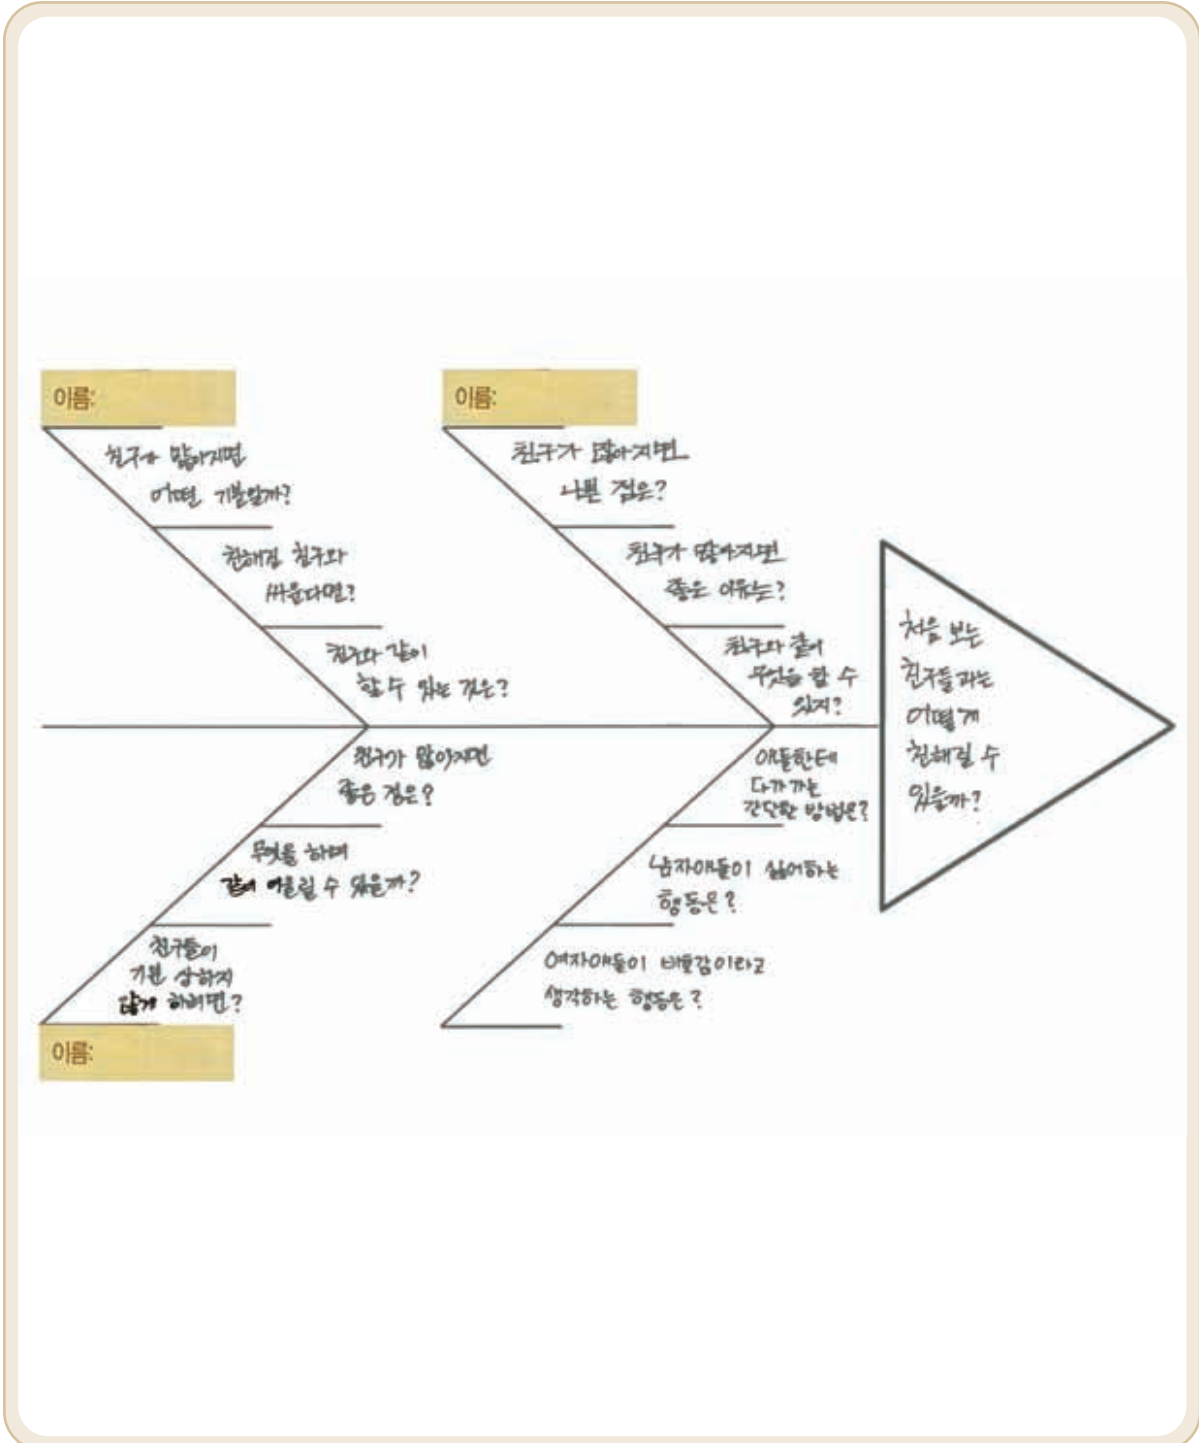 이름:
친구가 많아지면
어떤 기분일까?
친해진 친구와
싸운다면?
친구와 같이
할 수 있는 것은?
이름:
친구가 많아지면
나쁜 점은?
친구가 많아지면
좋은 이유는?
친구와 같이
무엇을 할 수
있지?
친구가 많아지면
좋은 점은?
무엇을 하며
같이 어울릴 수 있을까?
친구들이
기분 상하지
않게 하려면?
이름:
애들한테
다가가는
간단한 방법은?
남자애들이 싫어하는
행동은?
여자애들이 비호감이라고
생각하는 행동은?
처음 보는
친구들과는
어떻게
친해질 수
있을까?